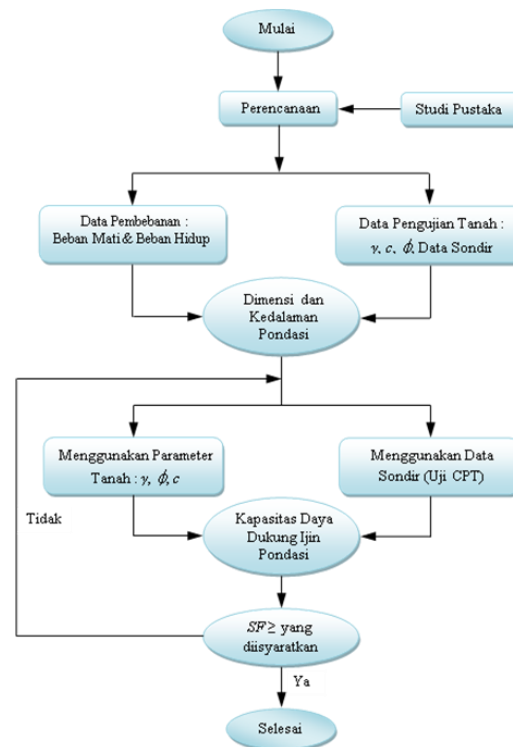 Mulai
Perencanaan
Studi Pustaka
Data Pembebanan :
Beban Mati & Beban Hidup
Data Pengujian Tanah :
γ, c, ϕ, Data Sondir
Dimensi dan
Kedalaman
Pondasi
Menggunakan Parameter
Tanah : γ, ϕ, c
Menggunakan Data
Sondir (Uji CPT)
Tidak
Kapasitas Daya
Dukung Ijin
Pondasi
SF ≥ yang
diisyaratkan
Ya
Selesai